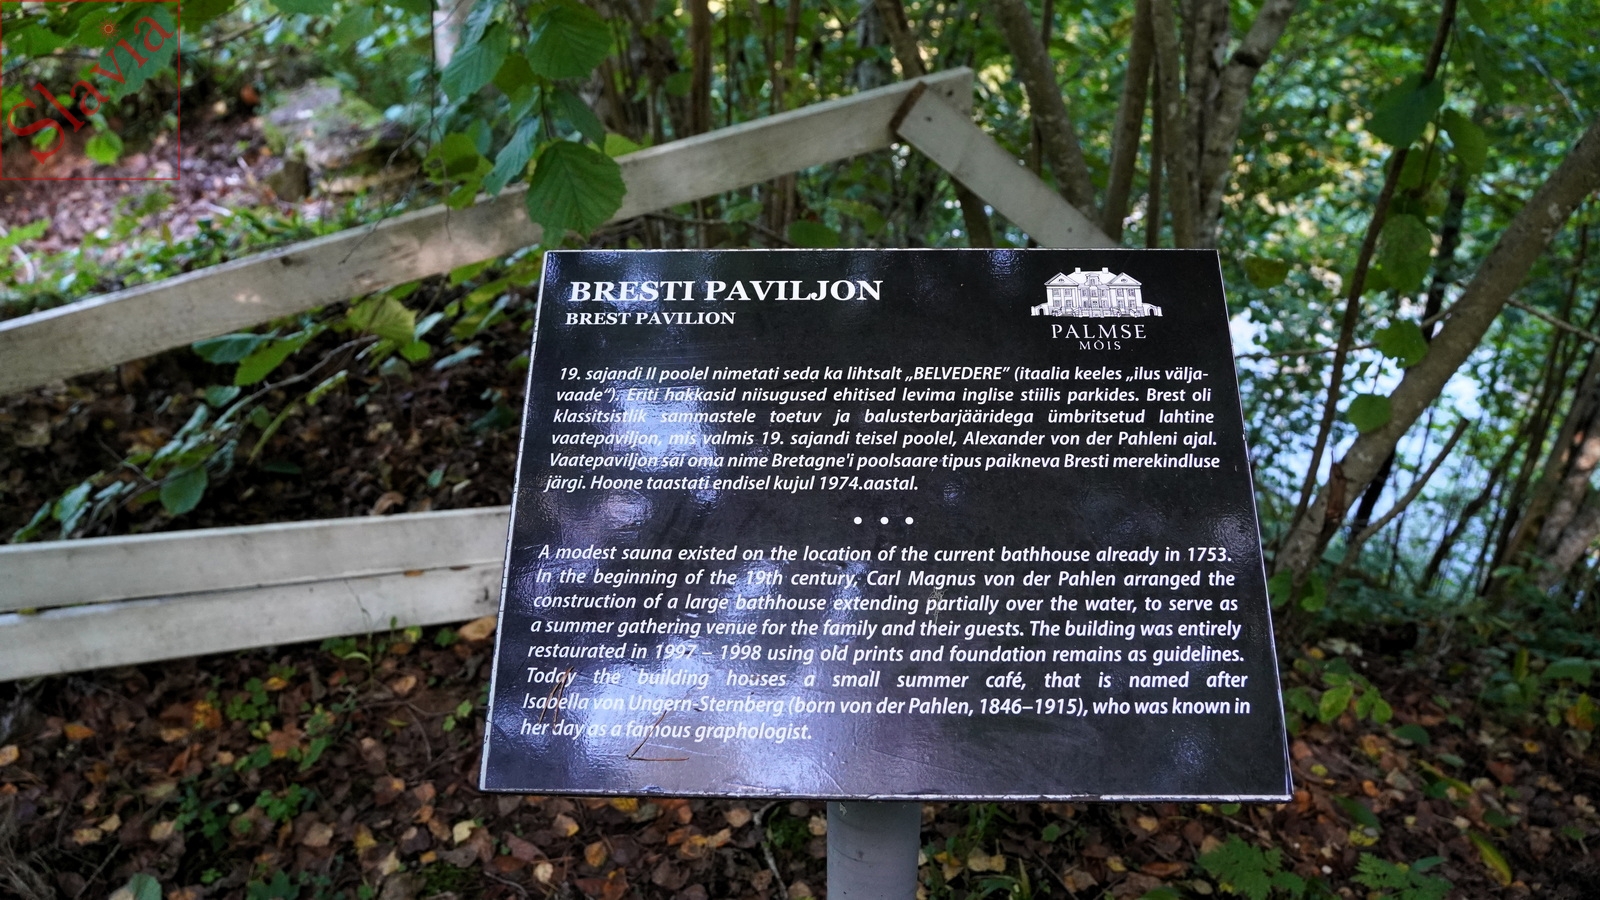 Slavia
BRESTI PAVILJON
BREST PAVILION
PALMSE
MÕIS
19. sajandi II poolel nimetati seda ka lihtsalt „BELVEDERE” (itaalia keeles „ilus välja-
vaade“). Eriti hakkasid niisugused ehitised levima inglise stiilis parkides. Brest oli
klassitsistlik sammastele toetuv ja balusterbarjääridega ümbritsetud lahtine
vaatepaviljon, mis valmis 19. sajandi teisel poolel, Alexander von der Pahleni ajal.
Vaatepaviljon sai oma nime Bretagne'i poolsaare tipus paikneva Bresti merekindluse
järgi. Hoone taastati endisel kujul 1974.aastal.
• • •
A modest sauna existed on the location of the current bathhouse already in 1753.
In the beginning of the 19th century, Carl Magnus von der Pahlen arranged the
construction of a large bathhouse extending partially over the water, to serve as
a summer gathering venue for the family and their guests. The building was entirely
restaurated in 1997 – 1998 using old prints and foundation remains as guidelines.
Today the building houses a small summer café, that is named after
Isabella von Ungern-Sternberg (born von der Pahlen, 1846–1915), who was known in
her day as a famous graphologist.